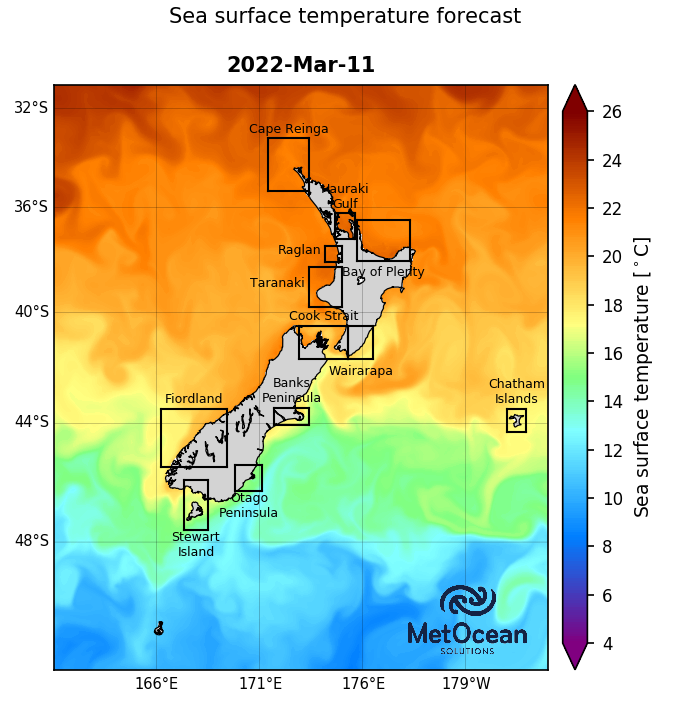 Sea surface temperature forecast
2022-Mar-11
32°S
36°S
40°S
44°S
48°S
166°E
171°E
176°E
179°W
Cape Reinga
Hauraki
Gulf
Raglan
Bay of Plenty
Taranaki
Cook Strait
Wairarapa
Banks
Peninsula
Fiordland
Chatham
Islands
Otago
Peninsula
Stewart
Island
MetOcean
SOLUTIONS
26
24
22
20
18
16
14
12
10
8
6
4
Sea surface temperature [°C]